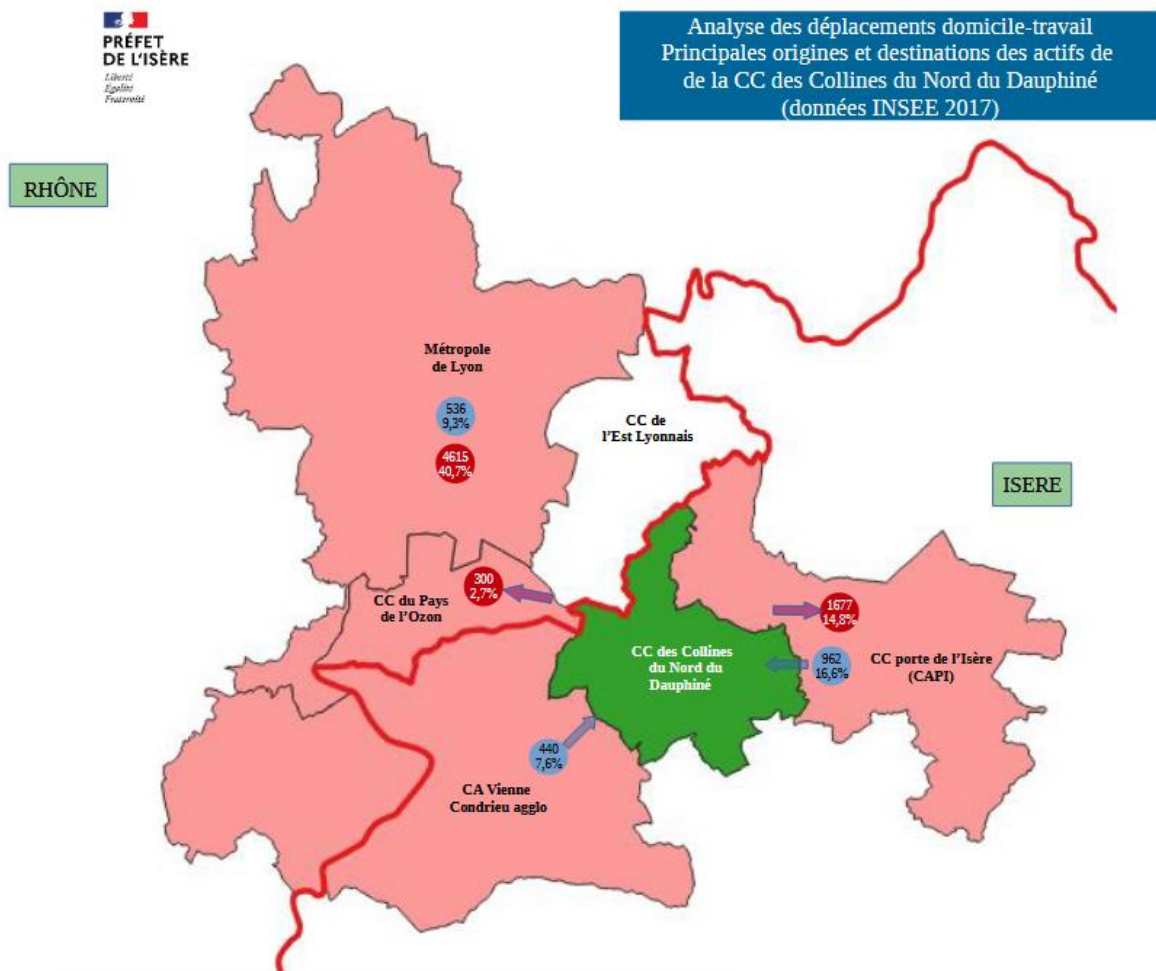 PRÉFET
DE L'ISÈRE
Liberté
Égalité
Fraternité
Analyse des déplacements domicile-travail
Principales origines et destinations des actifs de
de la CC des Collines du Nord du Dauphiné
(données INSEE 2017)
RHÔNE
Métropole
de Lyon
536
9,3%
4615
40,7%
CC de
l'Est Lyonnais
ISERE
300
2,7%
CC du Pays
de l'Ozon
1677
14,8%
CC des Collines
du Nord du
Dauphiné
962
16,6%
CC porte de l'Isère
(CAPI)
440
7,6%
CA Vienne
Condrieu agglo